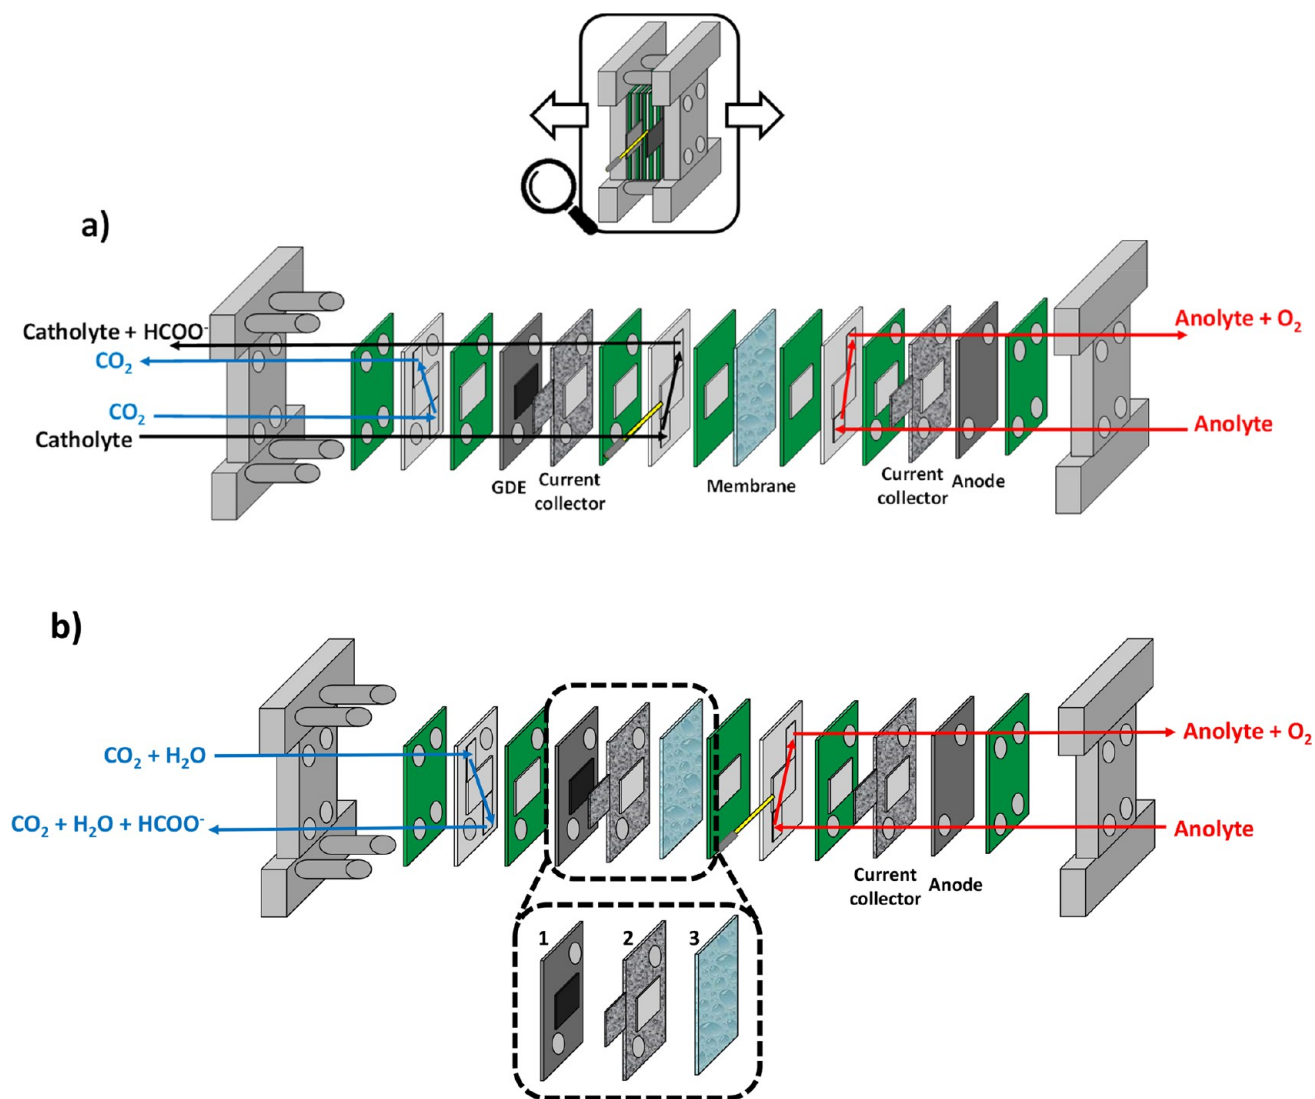 a)
Catholyte + HCOO⁻
CO₂
CO₂
Catholyte
Anolyte + O₂
Anolyte
GDE
Current
collector
Membrane
Current
collector
Anode
b)
CO₂ + H₂O
CO₂ + H₂O + HCOO⁻
Anolyte + O₂
Anolyte
Current
collector
Anode
1
2
3